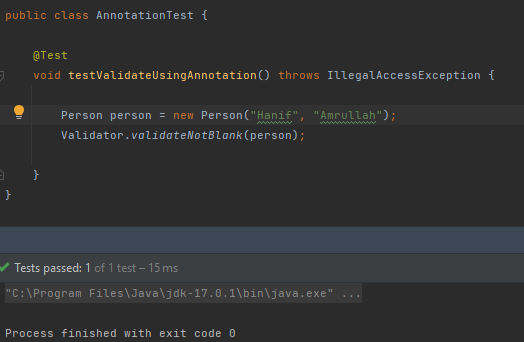 public class AnnotationTest {
@Test
void testValidateUsingAnnotation() throws IllegalAccessException {
Person person = new Person("Hanif", "Amrullah");
Validator.validateNotBlank(person);
}
}
Tests passed: 1 of 1 test – 15 ms
"C:\Program Files\Java\jdk-17.0.1\bin\java.exe" ...
Process finished with exit code 0